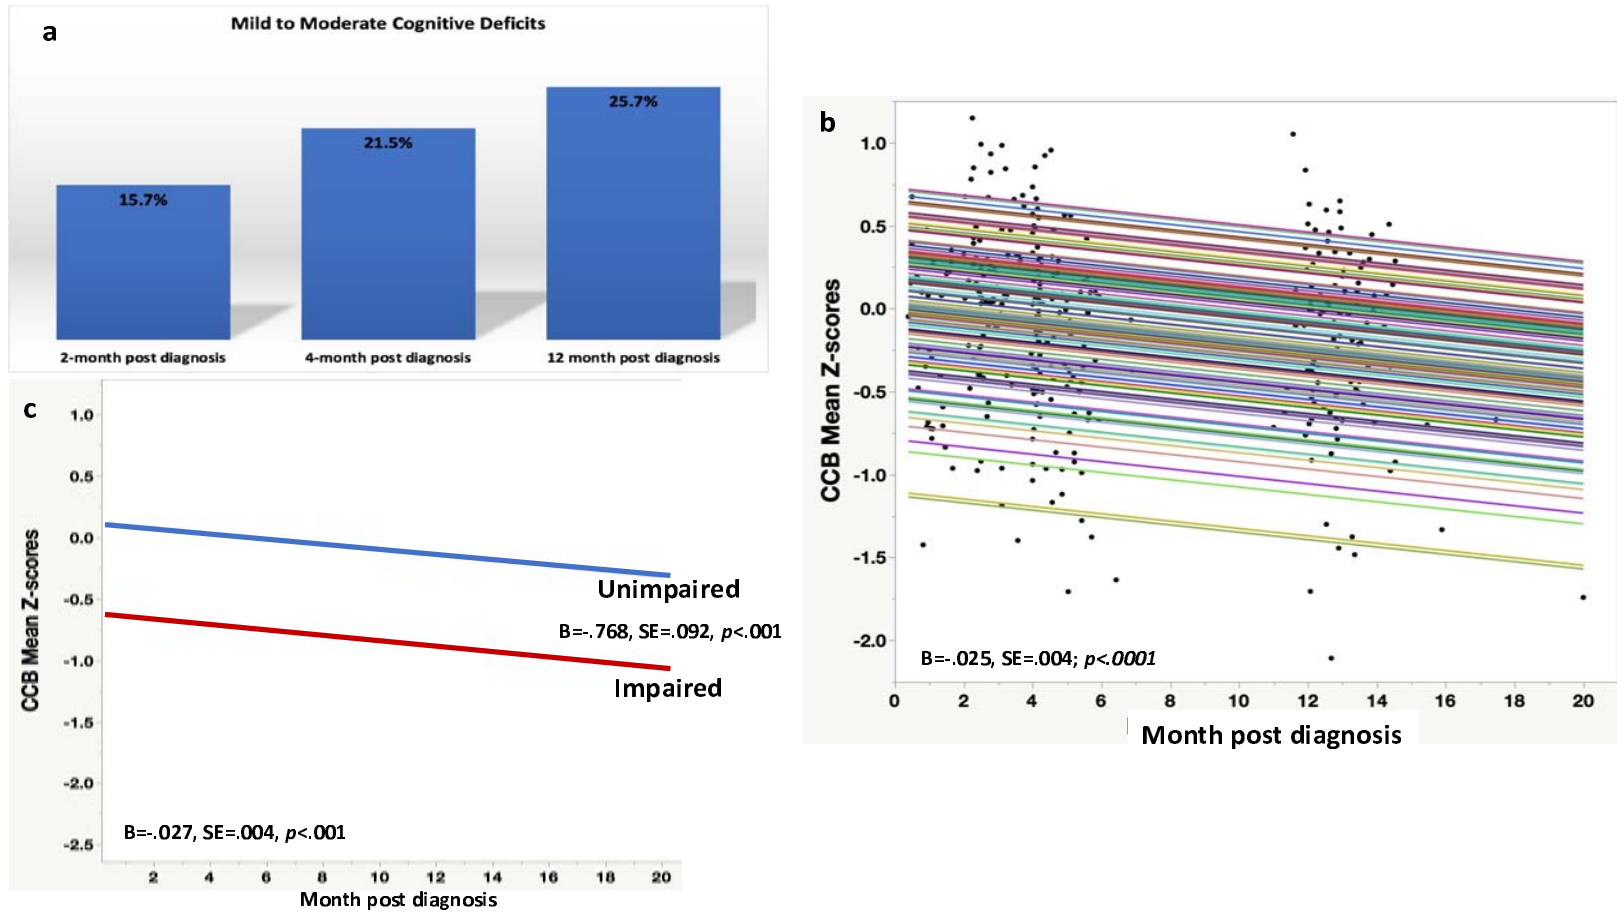 a
Mild to Moderate Cognitive Deficits
15.7%
21.5%
25.7%
2-month post diagnosis
4-month post diagnosis
12 month post diagnosis
b
CCB Mean Z-scores
1.0
0.5
0.0
-0.5
-1.0
-1.5
-2.0
B=-.025, SE=.004; p<.0001
0 2 4 6 8 10 12 14 16 18 20
Month post diagnosis
c
CCB Mean Z-scores
1.0
0.5
0.0
-0.5
-1.0
-1.5
-2.0
-2.5
Unimpaired
B=-.768, SE=.092, p<.001
Impaired
B=-.027, SE=.004, p<.001
2 4 6 8 10 12 14 16 18 20
Month post diagnosis